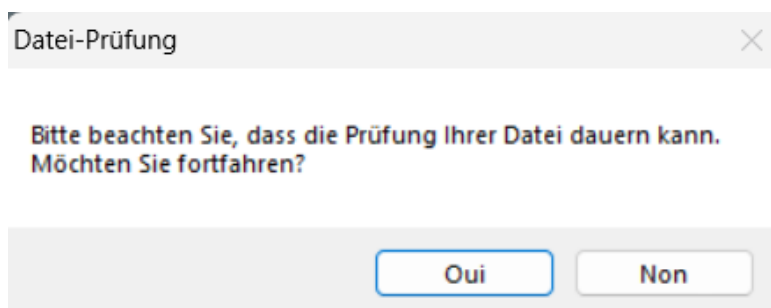 Datei-Prüfung
Bitte beachten Sie, dass die Prüfung Ihrer Datei dauern kann.
Möchten Sie fortfahren?
Oui
Non